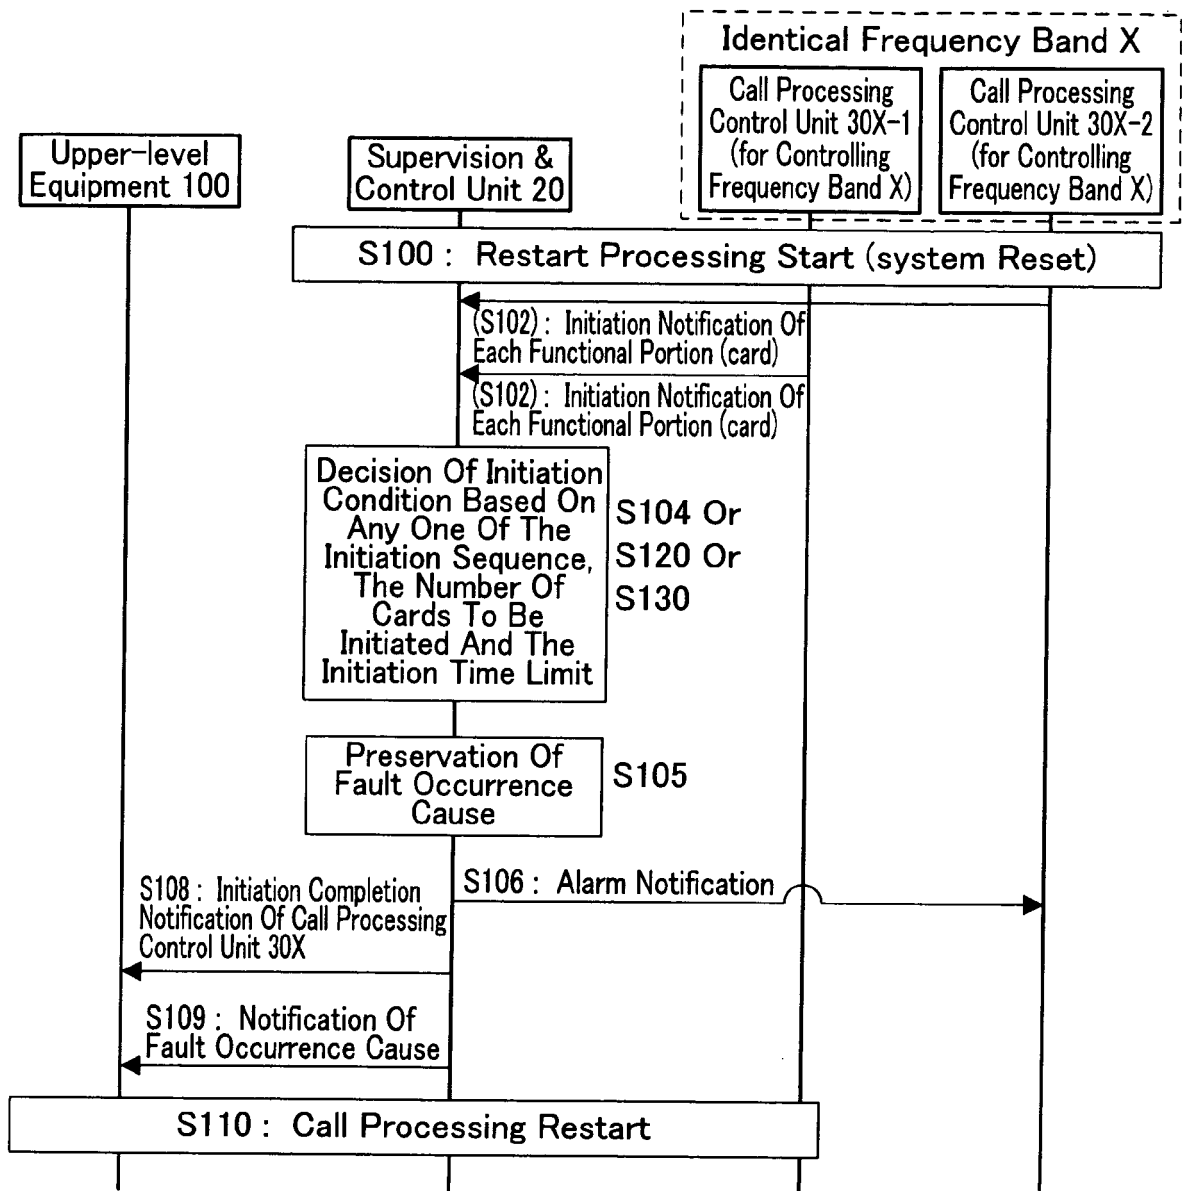 Identical Frequency Band X
Call Processing
Control Unit 30X-1
(for Controlling
Frequency Band X)
Call Processing
Control Unit 30X-2
(for Controlling
Frequency Band X)
Upper-level
Equipment 100
Supervision &
Control Unit 20
S100 : Restart Processing Start (system Reset)
(S102) : Initiation Notification Of
Each Functional Portion (card)
(S102) : Initiation Notification Of
Each Functional Portion (card)
Decision Of Initiation
Condition Based On
Any One Of The
Initiation Sequence,
The Number Of
Cards To Be
Initiated And The
Initiation Time Limit
S104 Or
S120 Or
S130
Preservation Of
Fault Occurrence
Cause
S105
S106 : Alarm Notification
S108 : Initiation Completion
Notification Of Call Processing
Control Unit 30X
S109 : Notification Of
Fault Occurrence Cause
S110 : Call Processing Restart